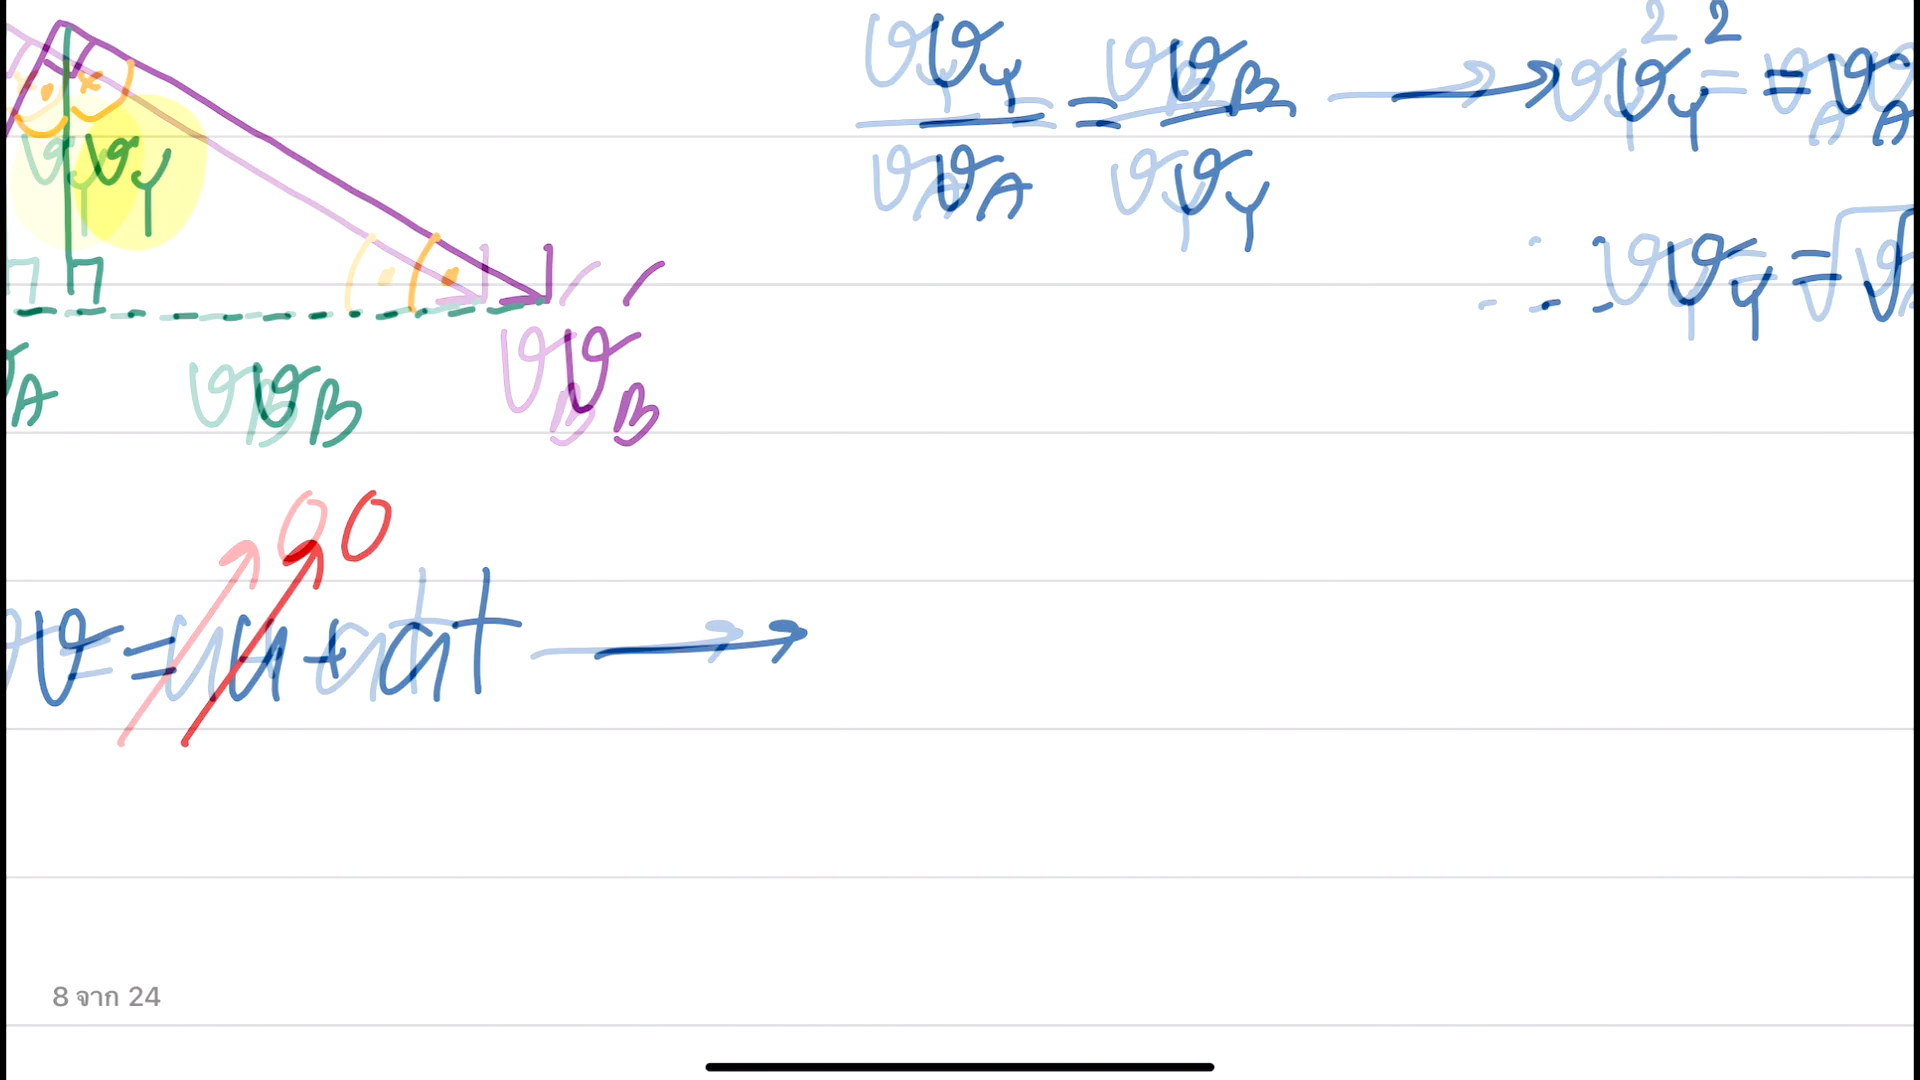 v_Y / v_A = v_B / v_Y → v_Y² = v_A
v_Y
∴ v_Y = √v
v_A v_B v_B
0
v = u + at →
8 จาก 24